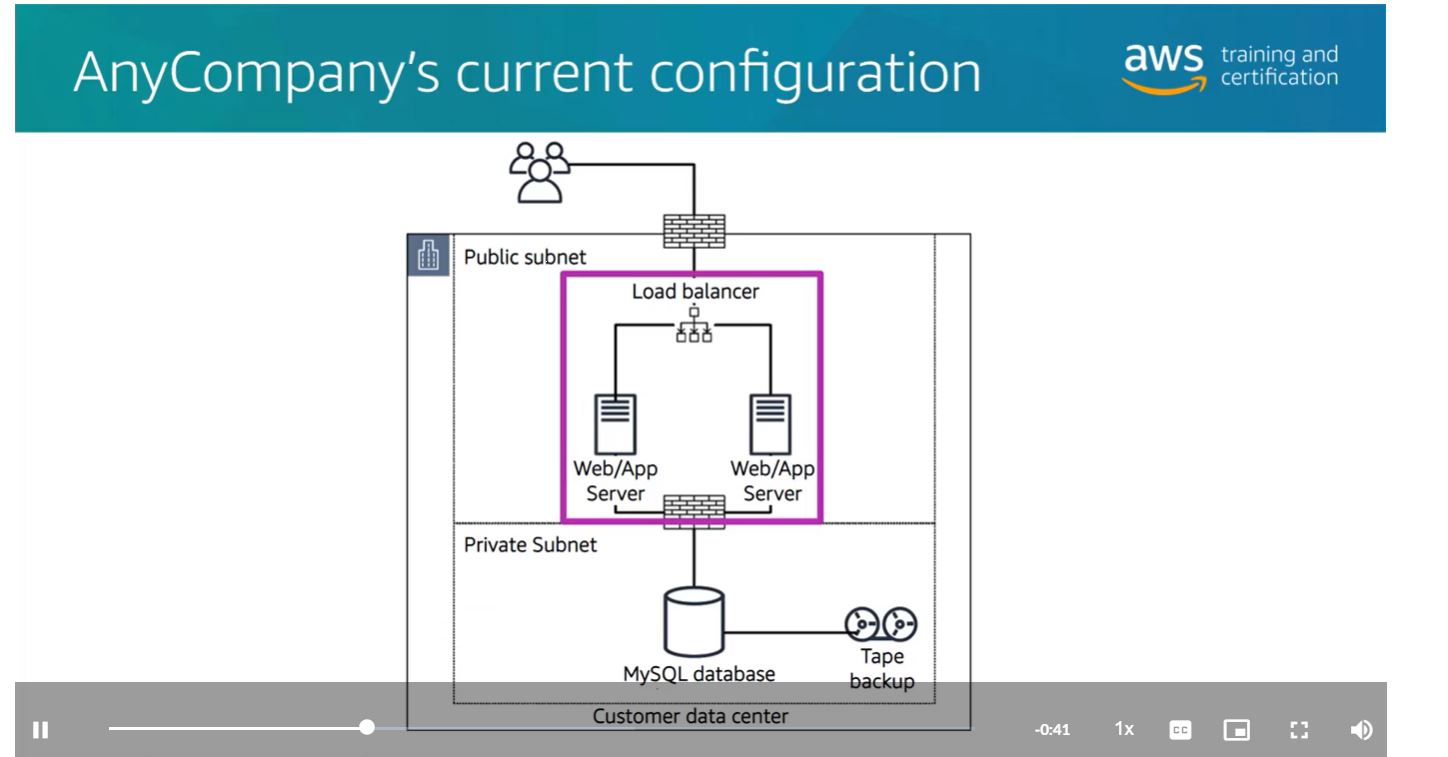 AnyCompany's current configuration
aws training and
certification
Public subnet
Load balancer
Web/App
Server
Web/App
Server
Private Subnet
MySQL database
Tape
backup
Customer data center
-0:41
1x
CC